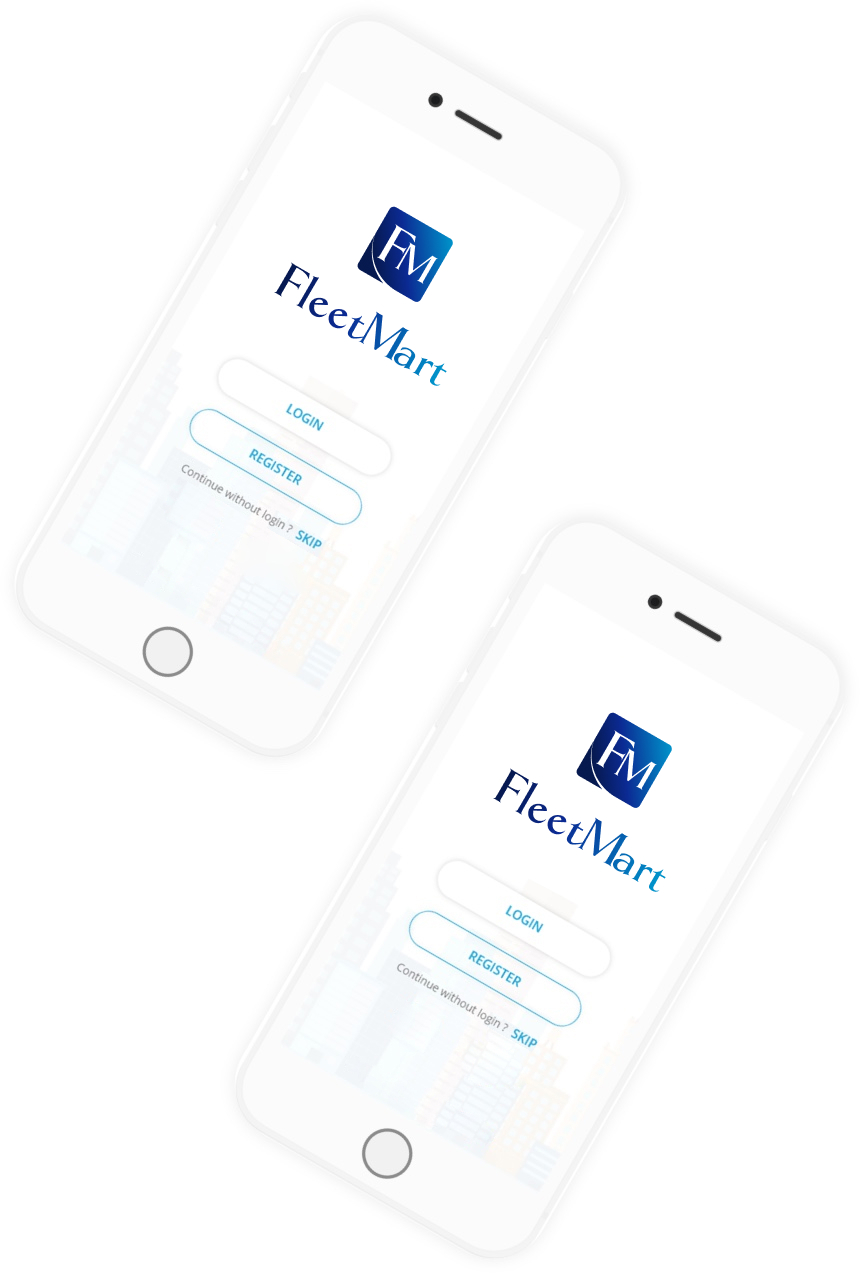 FM
FleetMart
LOGIN
REGISTER
Continue without login ? SKIP
FM
FleetMart
LOGIN
REGISTER
Continue without login ? SKIP